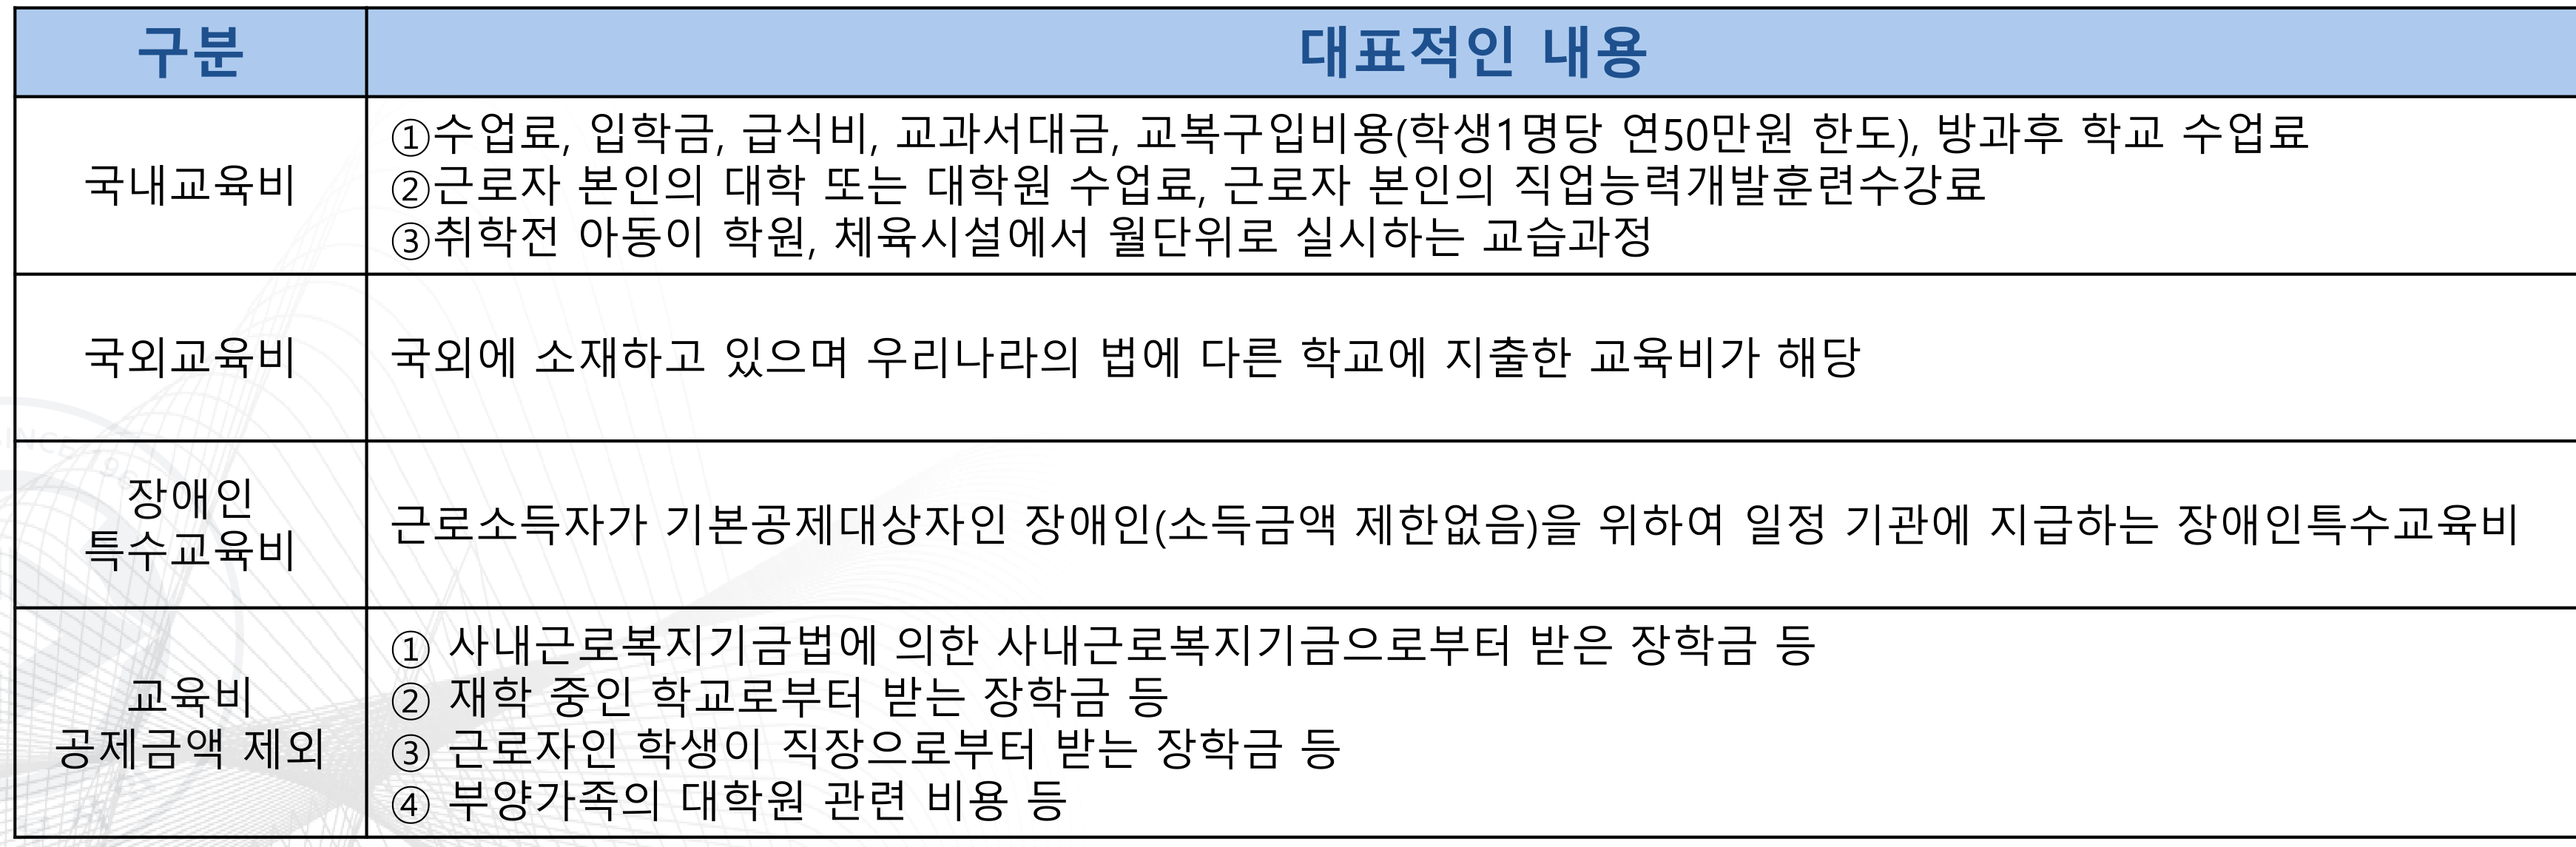 구분
대표적인 내용
국내교육비
①수업료, 입학금, 급식비, 교과서대금, 교복구입비용(학생1명당 연50만원 한도), 방과후 학교 수업료
②근로자 본인의 대학 또는 대학원 수업료, 근로자 본인의 직업능력개발훈련수강료
③취학전 아동이 학원, 체육시설에서 월단위로 실시하는 교습과정
국외교육비
국외에 소재하고 있으며 우리나라의 법에 다른 학교에 지출한 교육비가 해당
장애인
특수교육비
근로소득자가 기본공제대상자인 장애인(소득금액 제한없음)을 위하여 일정 기관에 지급하는 장애인특수교육비
교육비
공제금액 제외
① 사내근로복지기금법에 의한 사내근로복지기금으로부터 받은 장학금 등
② 재학 중인 학교로부터 받는 장학금 등
③ 근로자인 학생이 직장으로부터 받는 장학금 등
④ 부양가족의 대학원 관련 비용 등